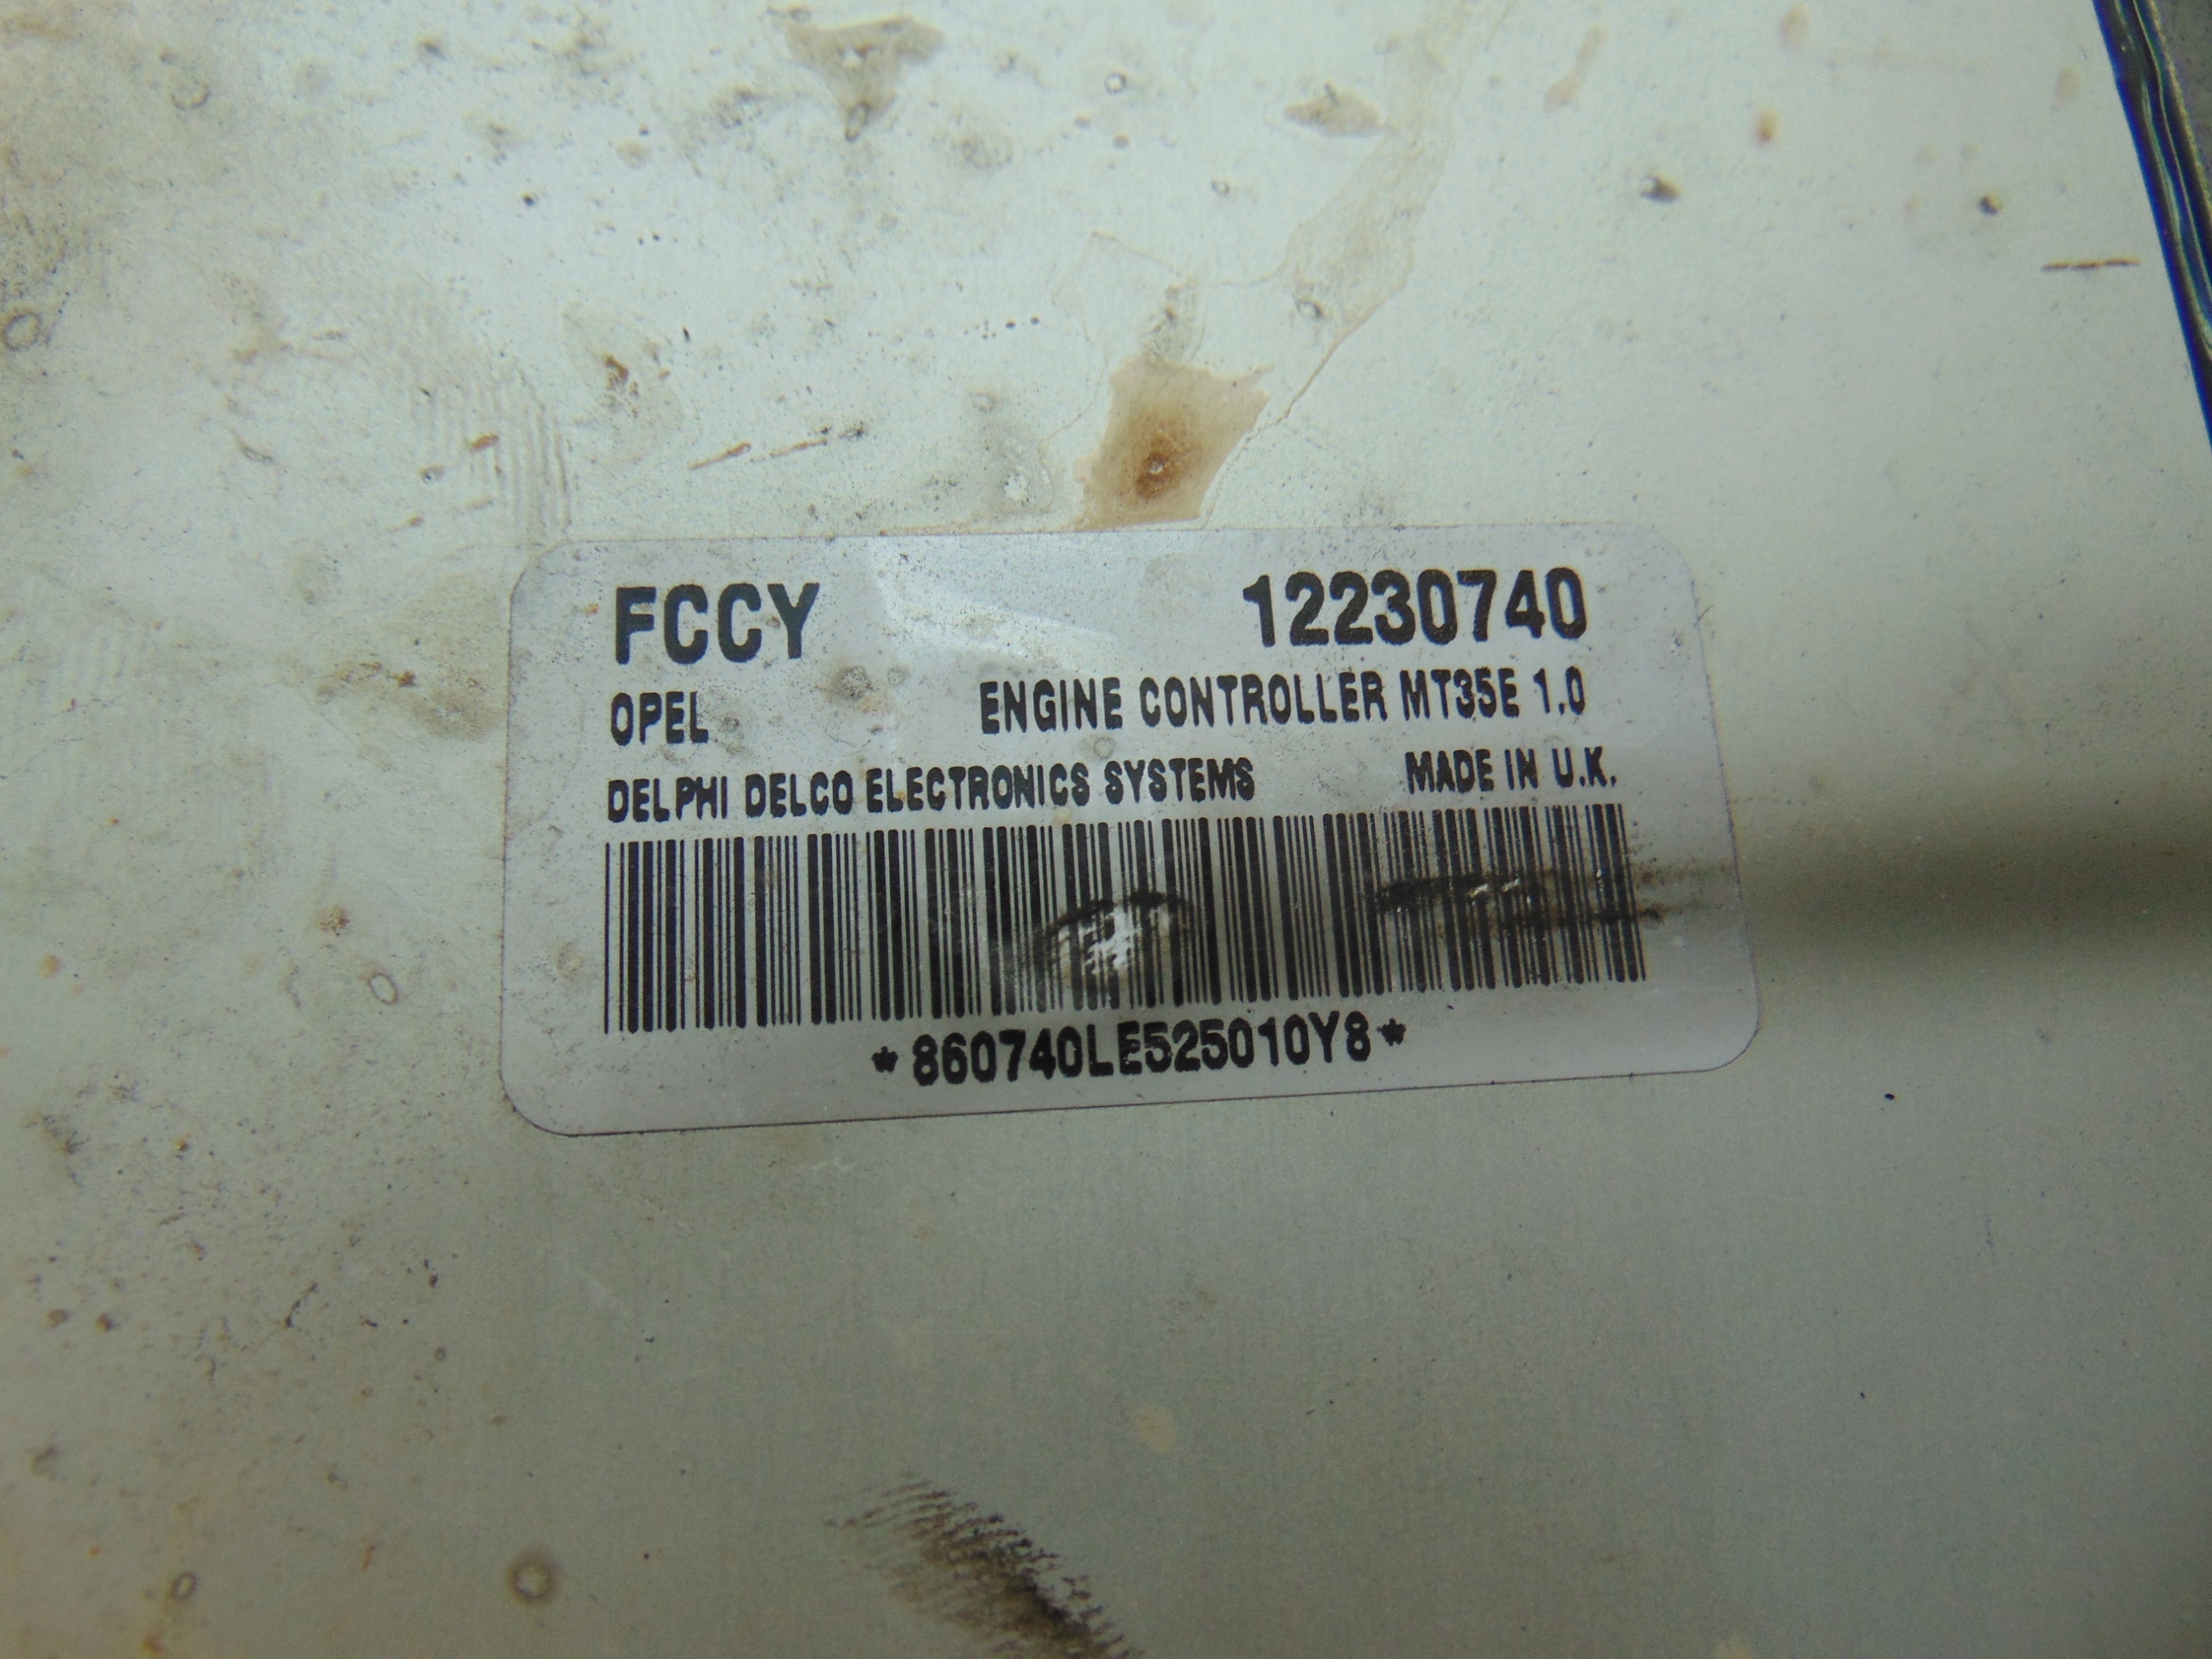 FCCY 12230740
OPEL ENGINE CONTROLLER MT35E 1.0
DELPHI DELCO ELECTRONICS SYSTEMS MADE IN U.K.
*860740LE525010Y8*